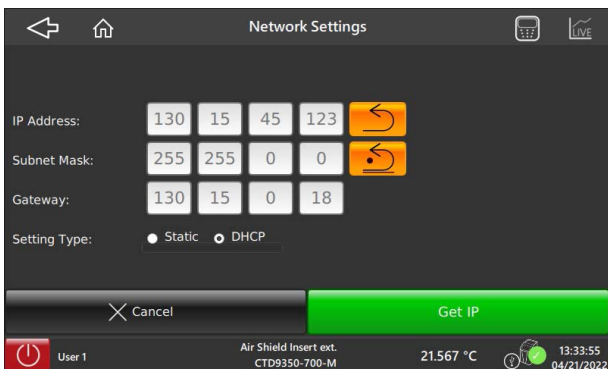 Network Settings
LIVE
IP Address: 130 15 45 123
Subnet Mask: 255 255 0 0
Gateway: 130 15 0 18
Setting Type: Static DHCP
Cancel Get IP
User 1
Air Shield Insert ext.
CTD9350-700-M
21.567 °C
13:33:55
04/21/2022